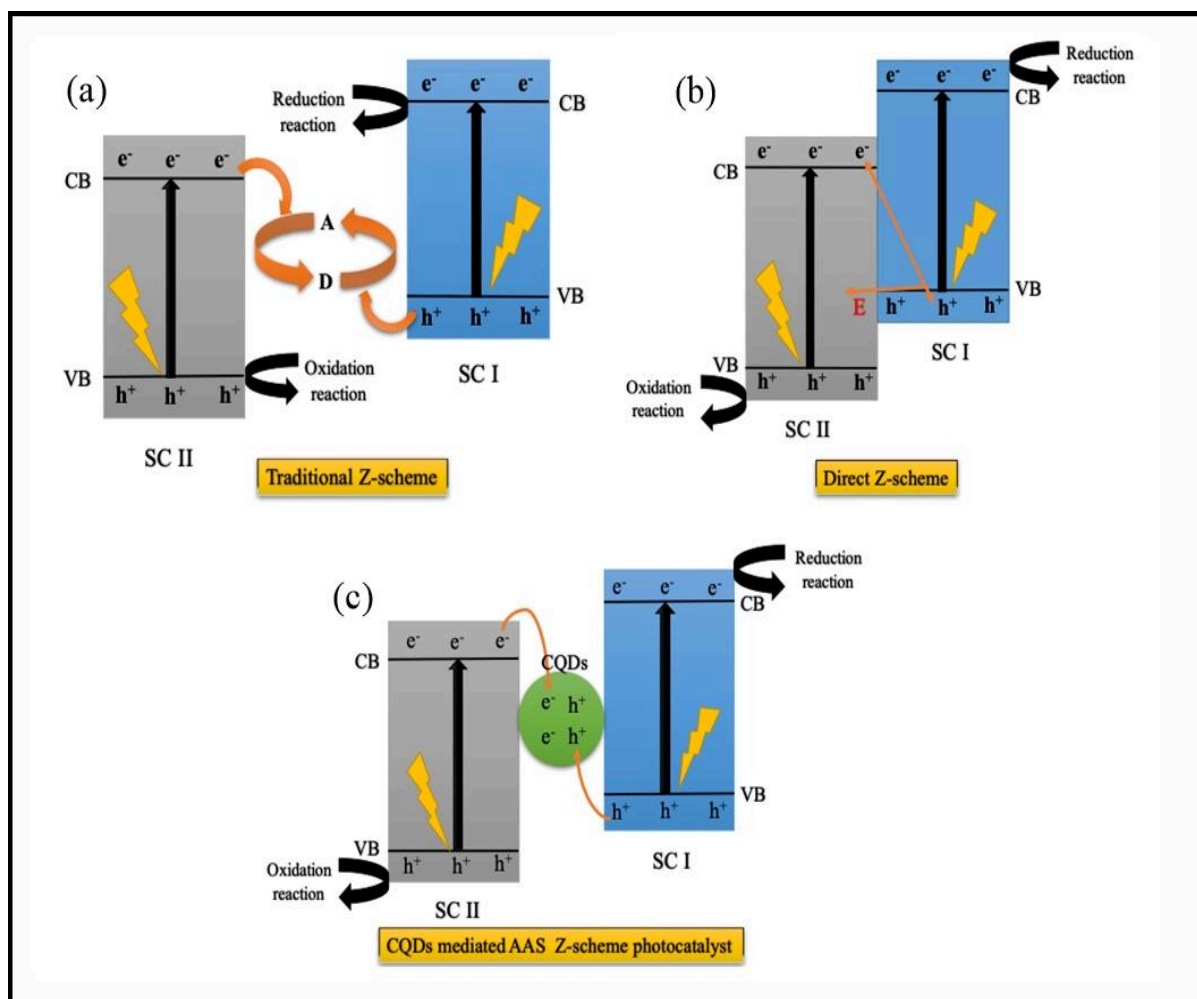 (a)
e⁻ e⁻ e⁻
Reduction
reaction
CB
e⁻ e⁻ e⁻
CB
A
D
VB
h⁺ h⁺ h⁺
SC I
VB
h⁺ h⁺ h⁺
Oxidation
reaction
SC II
Traditional Z-scheme
(b)
e⁻ e⁻ e⁻
Reduction
reaction
CB
e⁻ e⁻ e⁻
CB
VB
E
h⁺ h⁺ h⁺
SC I
VB
h⁺ h⁺ h⁺
Oxidation
reaction
SC II
Direct Z-scheme
(c)
e⁻ e⁻ e⁻
Reduction
reaction
CB
e⁻ e⁻ e⁻
CB
CQDs
e⁻ h⁺
e⁻ h⁺
VB
h⁺ h⁺ h⁺
SC I
VB
h⁺ h⁺ h⁺
Oxidation
reaction
SC II
CQDs mediated AAS Z-scheme photocatalyst